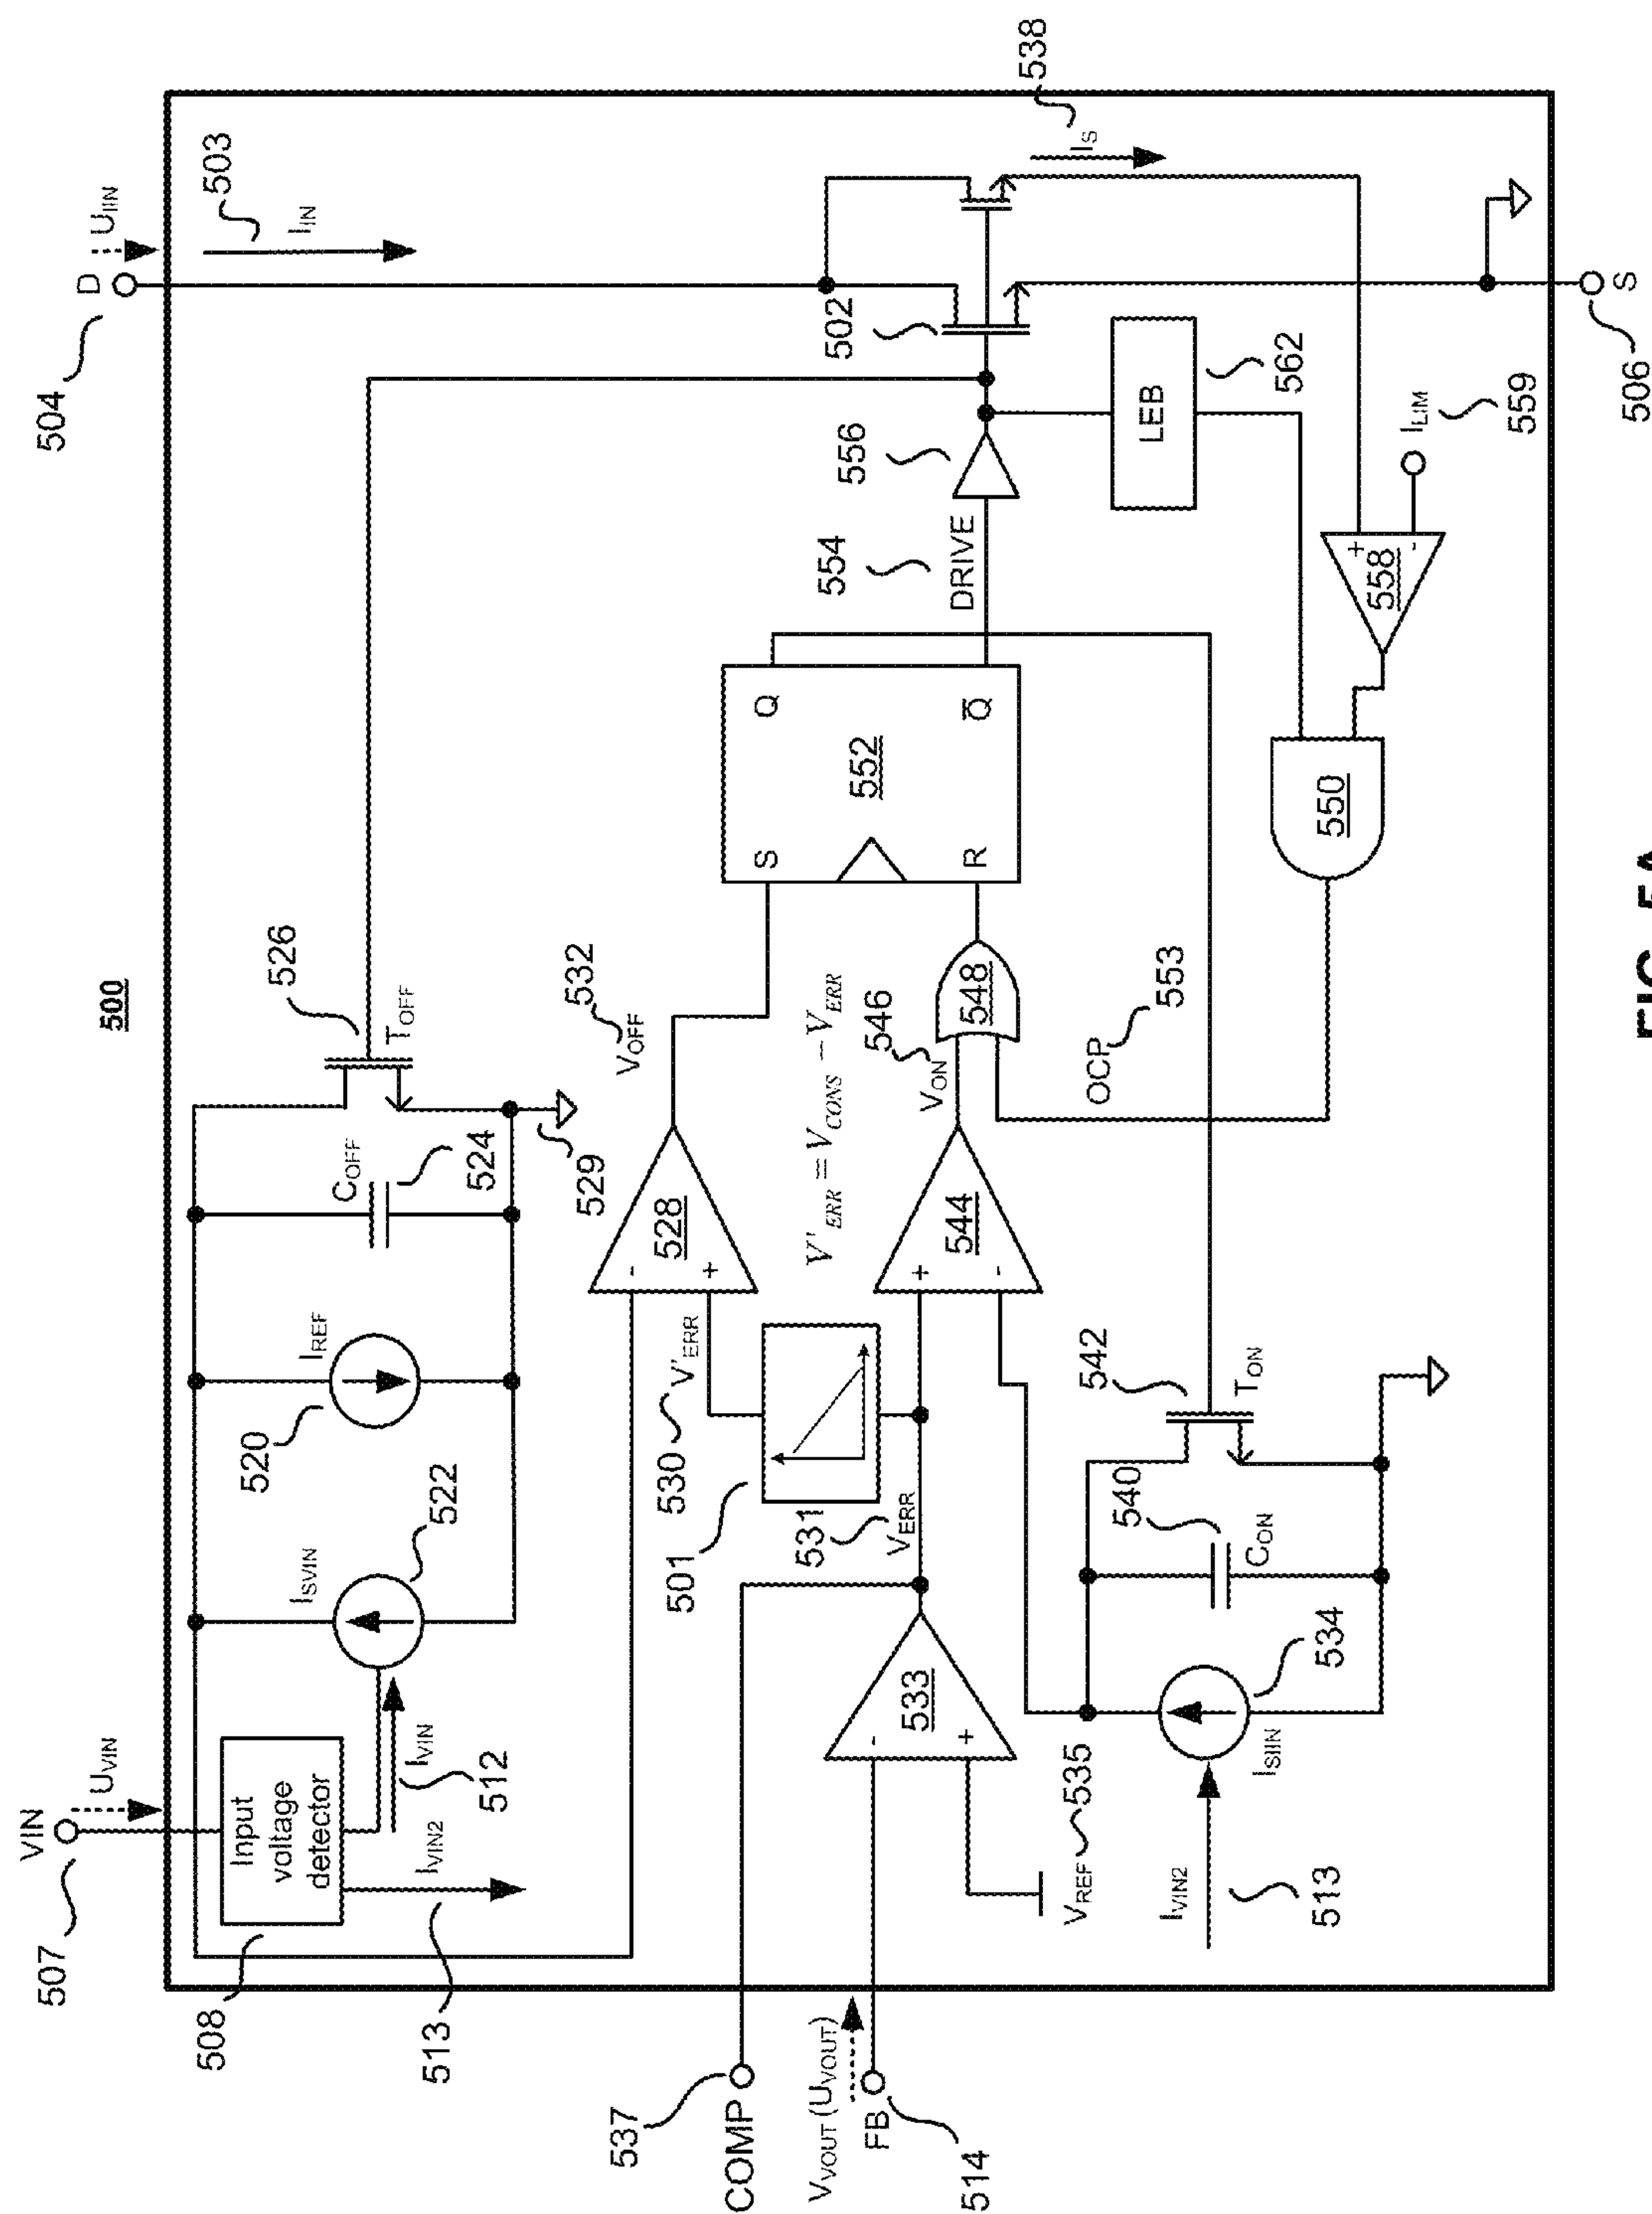 500
VIN
507
U_VIN
Input
voltage
detector
508
I_VIN2
513
I_VIN
512
I_SVIN
522
520
I_REF
C_OFF
524
529
T_OFF
526
504
D
U_IIN
503
I_IN
V_OFF
532
528
-
+
530
V'_ERR
501
V'_ERR = V_CONS - V_ERR
531
V_ERR
533
-
+
V_REF
535
537
COMP
V_VOUT (U_VOUT)
FB
514
544
+
-
V_ON
546
548
OCP
553
S
Q
552
R
Q̅
554
DRIVE
556
502
LEB
562
I_S
538
558
+
-
I_LIM
559
550
506
S
542
T_ON
540
C_ON
534
I_SIIN
I_VIN2
513
FIG. 5A